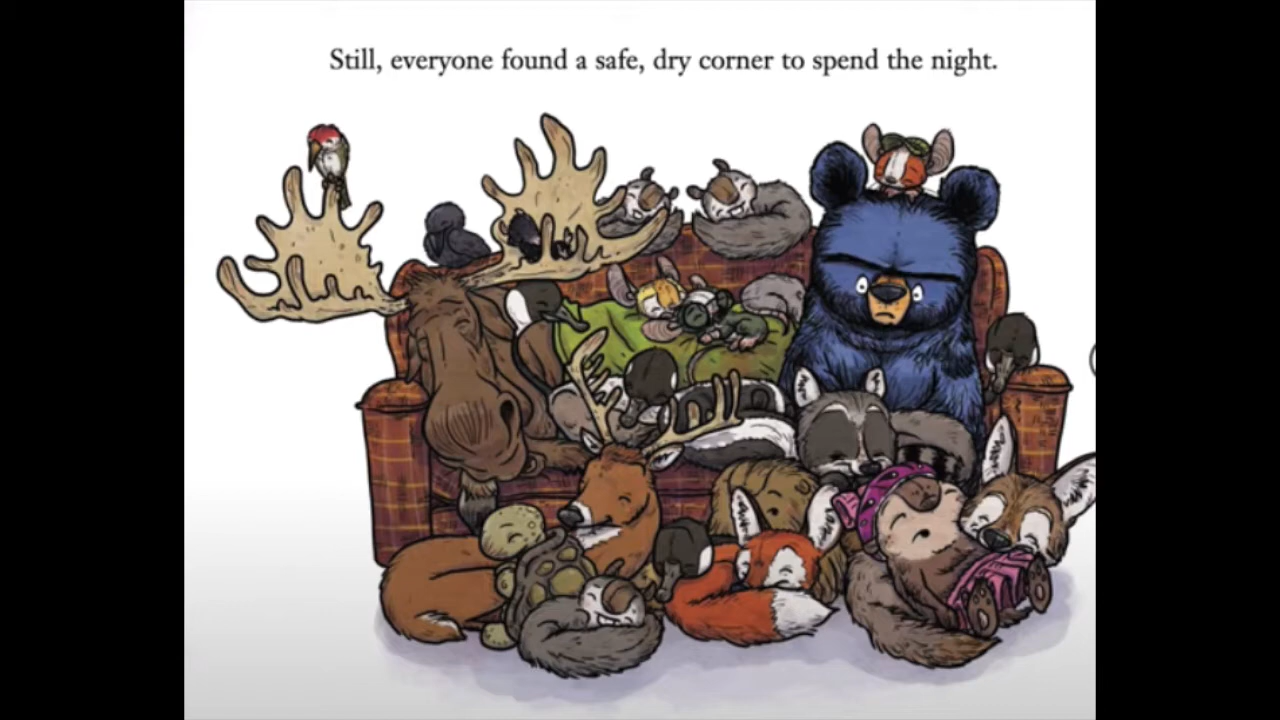 Still, everyone found a safe, dry corner to spend the night.